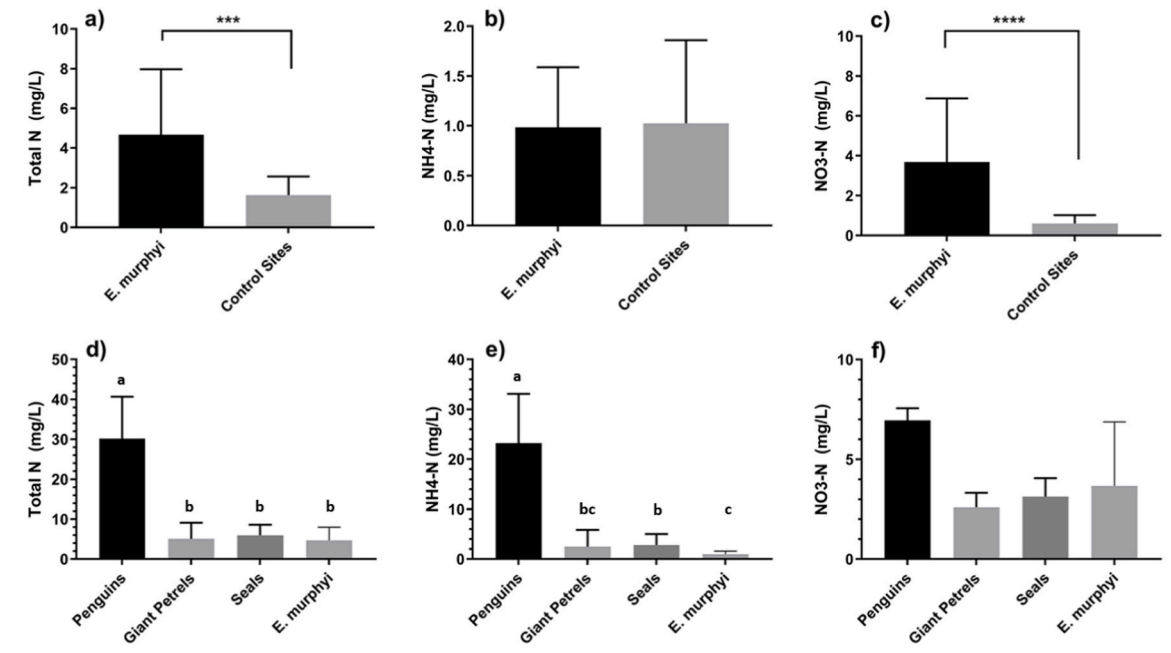 a)
***
Total N (mg/L)
10
8
6
4
2
0
E. murphyi
Control Sites
b)
NH4-N (mg/L)
2.0
1.5
1.0
0.5
0.0
E. murphyi
Control Sites
c)
****
NO3-N (mg/L)
10
8
6
4
2
0
E. murphyi
Control Sites
d)
Total N (mg/L)
50
40
30
20
10
0
a
b
b
b
Penguins
Giant Petrels
Seals
E. murphyi
e)
NH4-N (mg/L)
40
30
20
10
0
a
bc
b
c
Penguins
Giant Petrels
Seals
E. murphyi
f)
NO3-N (mg/L)
10
5
0
Penguins
Giant Petrels
Seals
E. murphyi